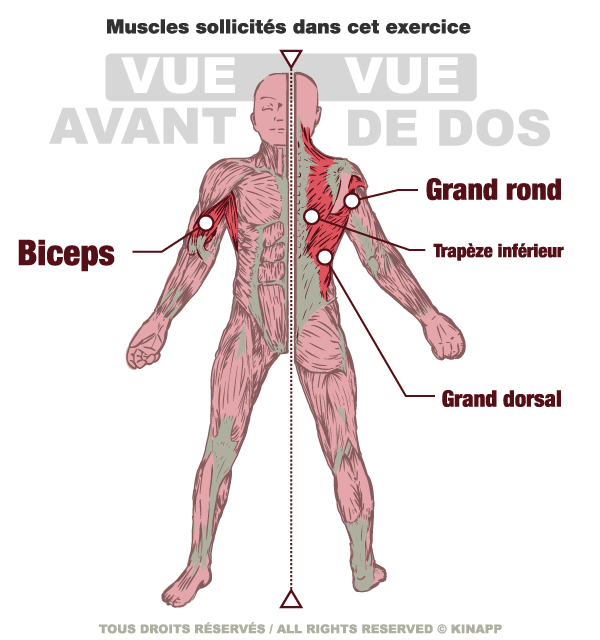 Muscles sollicités dans cet exercice
VUE VUE
AVANT DE DOS
Grand rond
Biceps
Trapèze inférieur
Grand dorsal
TOUS DROITS RÉSERVÉS / ALL RIGHTS RESERVED © KINAPP